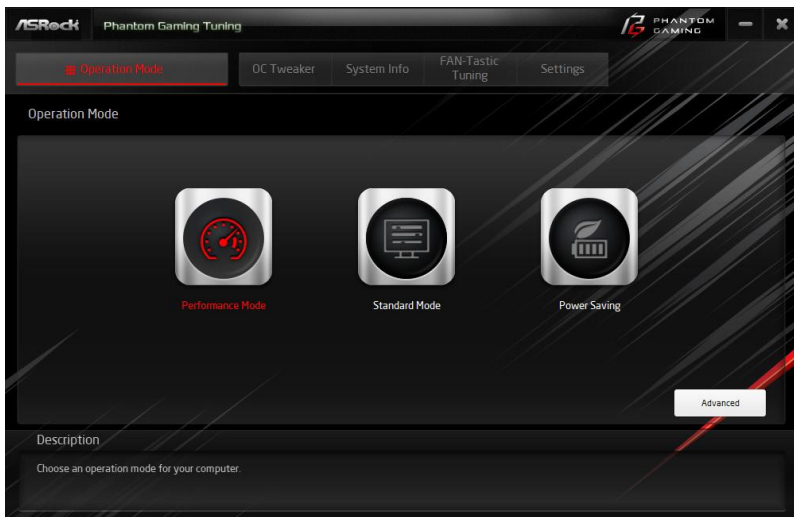 ASRock
Phantom Gaming Tuning
PHANTOM
GAMING
Operation Mode
OC Tweaker
System Info
FAN-Tastic
Tuning
Settings
Operation Mode
Performance Mode
Standard Mode
Power Saving
Advanced
Description
Choose an operation mode for your computer.